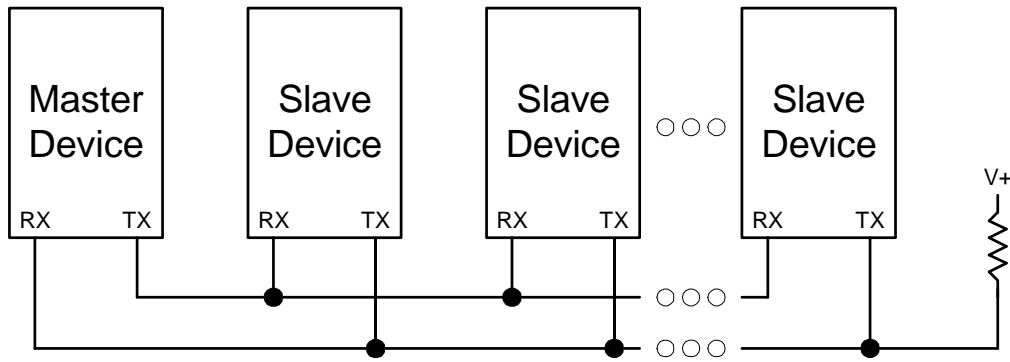 Master
Device
Slave
Device
Slave
Device
Slave
Device
RX TX
RX TX
RX TX
RX TX
V+